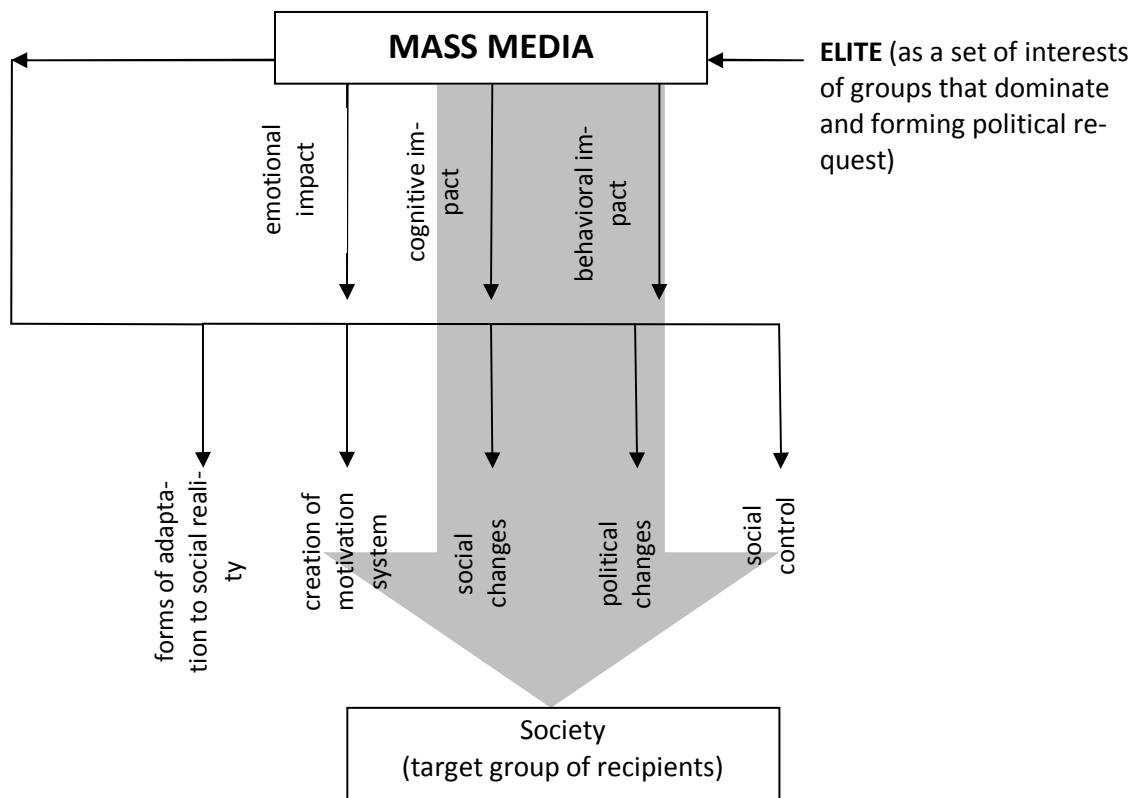 MASS MEDIA
ELITE (as a set of interests
of groups that dominate
and forming political re-
quest)
emotional
impact
cognitive im-
pact
behavioral im-
pact
forms of adapta-
tion to social reali-
ty
creation of
motivation
system
social
changes
political
changes
social
control
Society
(target group of recipients)